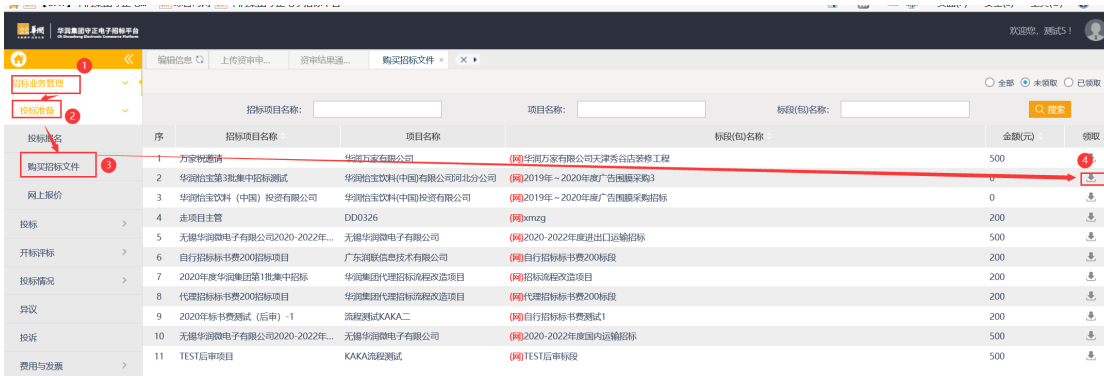 华润集团守正电子招标平台
欢迎您, 测试5!
编辑信息 上传资审申... 资审结果通... 购买招标文件 ×
1
招标业务管理
全部 未领取 已领取
投标准备 2
招标项目名称: 项目名称: 标段(包)名称: 搜索
投标报名
序 招标项目名称 项目名称 标段(包)名称 金额(元) 领取
购买招标文件 3
4
网上报价
投标
开标评标
投标情况
异议
投诉
费用与发票
1 万家祝邀请 华润万家有限公司 (网)华润万家有限公司天津秀谷店装修工程 500
2 华润怡宝第3批集中招标测试 华润怡宝饮料(中国)有限公司河北分公司 (网)2019年~2020年度广告围膜采购3 0
3 华润怡宝饮料（中国）投资有限公司 华润怡宝饮料(中国)投资有限公司 (网)2019年~2020年度广告围膜采购招标 0
4 走项目主管 DD0326 (网)xmzg 200
5 无锡华润微电子有限公司2020-2022年... 无锡华润微电子有限公司 (网)2020-2022年度进出口运输招标 500
6 自行招标标书费200招标项目 广东润联信息技术有限公司 (网)自行招标标书费200标段 200
7 2020年度华润集团第1批集中招标 华润集团代理招标流程改造项目 (网)招标流程改造项目 200
8 代理招标标书费200招标项目 华润集团代理招标流程改造项目 (网)代理招标标书费200标段 200
9 2020年标书费测试（后审）-1 流程测试KAKA二 (网)自行招标标书费测试1 200
10 无锡华润微电子有限公司2020-2022年... 无锡华润微电子有限公司 (网)2020-2022年度国内运输招标 500
11 TEST后审项目 KAKA流程测试 (网)TEST后审标段 500